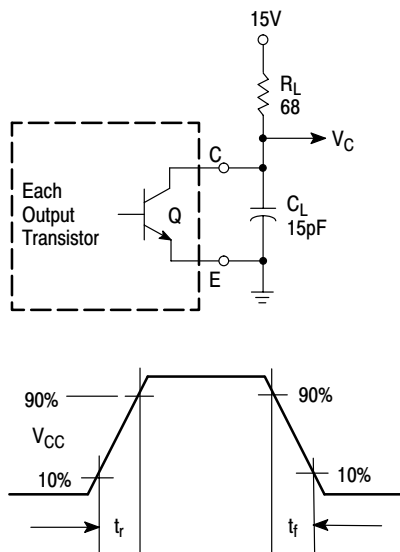 15V
R_L
68
C
V_C
Each
Output
Transistor
Q
C_L
15pF
E
90%
90%
V_CC
10%
10%
t_r
t_f